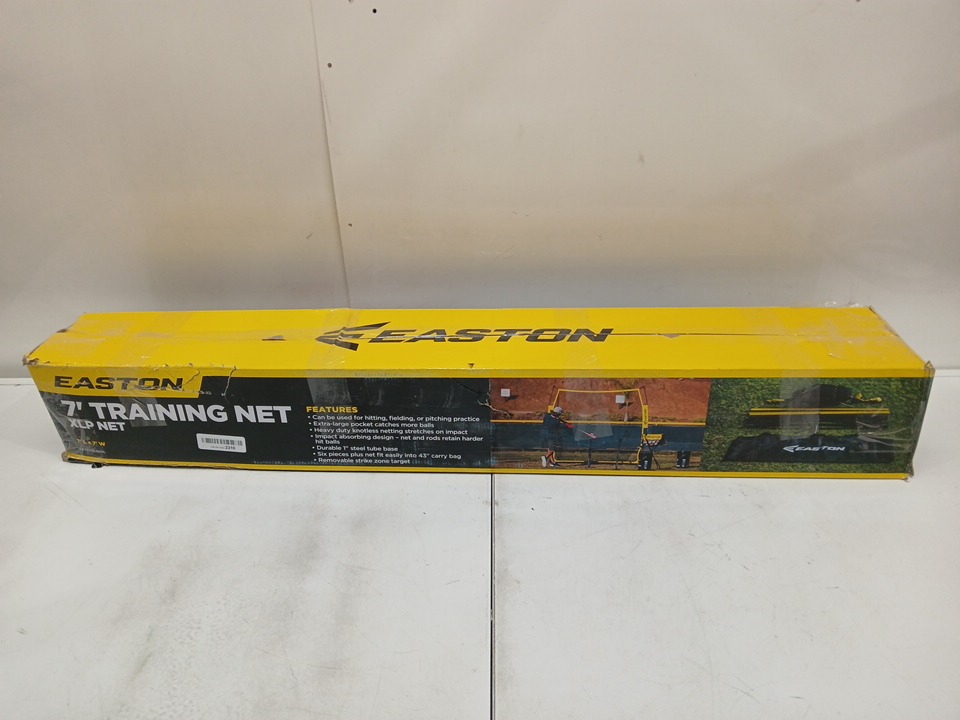 EASTON
EASTON
7' TRAINING NET
XLP NET
7' W
2318
FEATURES
• Can be used for hitting, fielding, or pitching practice
• Extra-large pocket catches more balls
• Heavy duty knotless netting stretches on impact
• Impact absorbing design – net and rods retain harder
hit balls
• Durable 1" steel tube base
• Six pieces plus net fit easily into 43" carry bag
• Removable strike zone target
EASTON